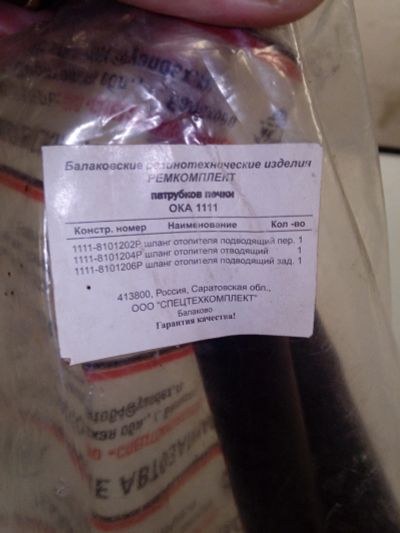 Балаковские резинотехнические изделия
РЕМКОМПЛЕКТ
патрубков печки
ОКА 1111
Констр. номер Наименование Кол -во
1111-8101202Р шланг отопителя подводящий пер. 1
1111-8101204Р шланг отопителя отводящий 1
1111-8101206Р шланг отопителя подводящий зад. 1
413800, Россия, Саратовская обл.,
ООО "СПЕЦТЕХКОМПЛЕКТ"
Балаково
Гарантия качества!